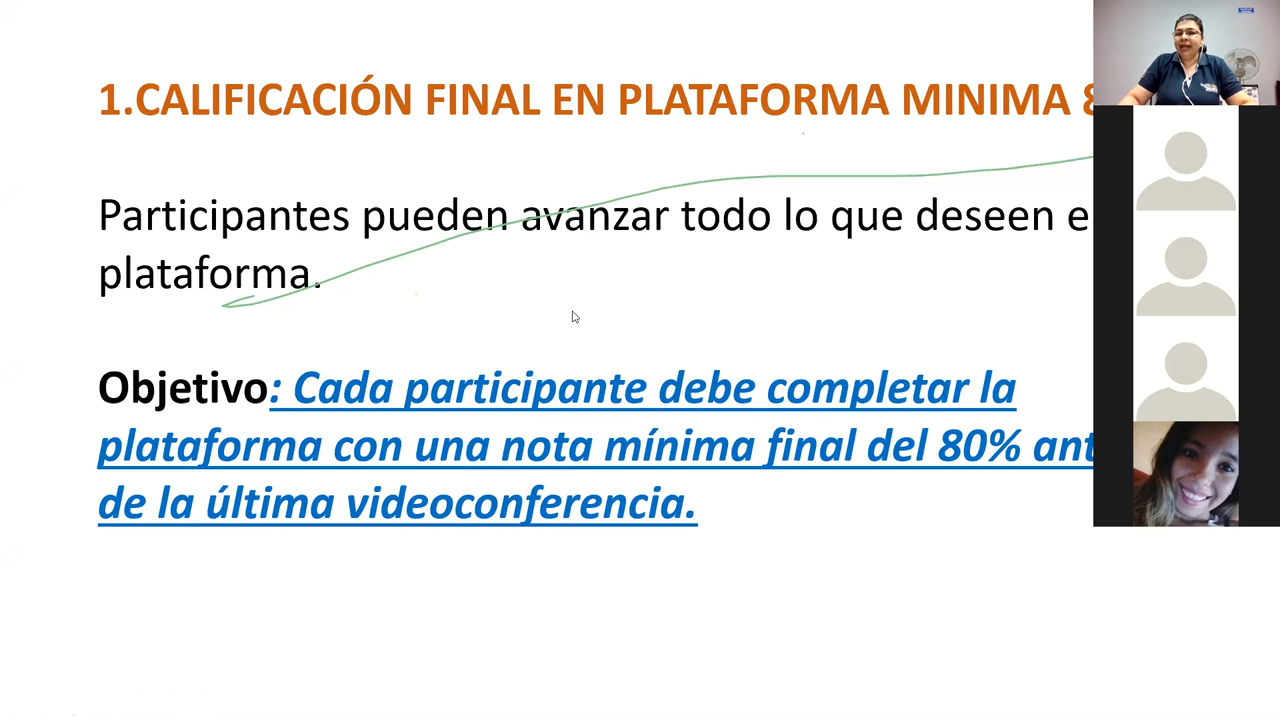 1.CALIFICACIÓN FINAL EN PLATAFORMA MINIMA
Participantes pueden avanzar todo lo que deseen
plataforma.
Objetivo: Cada participante debe completar la
plataforma con una nota mínima final del 80%
de la última videoconferencia.